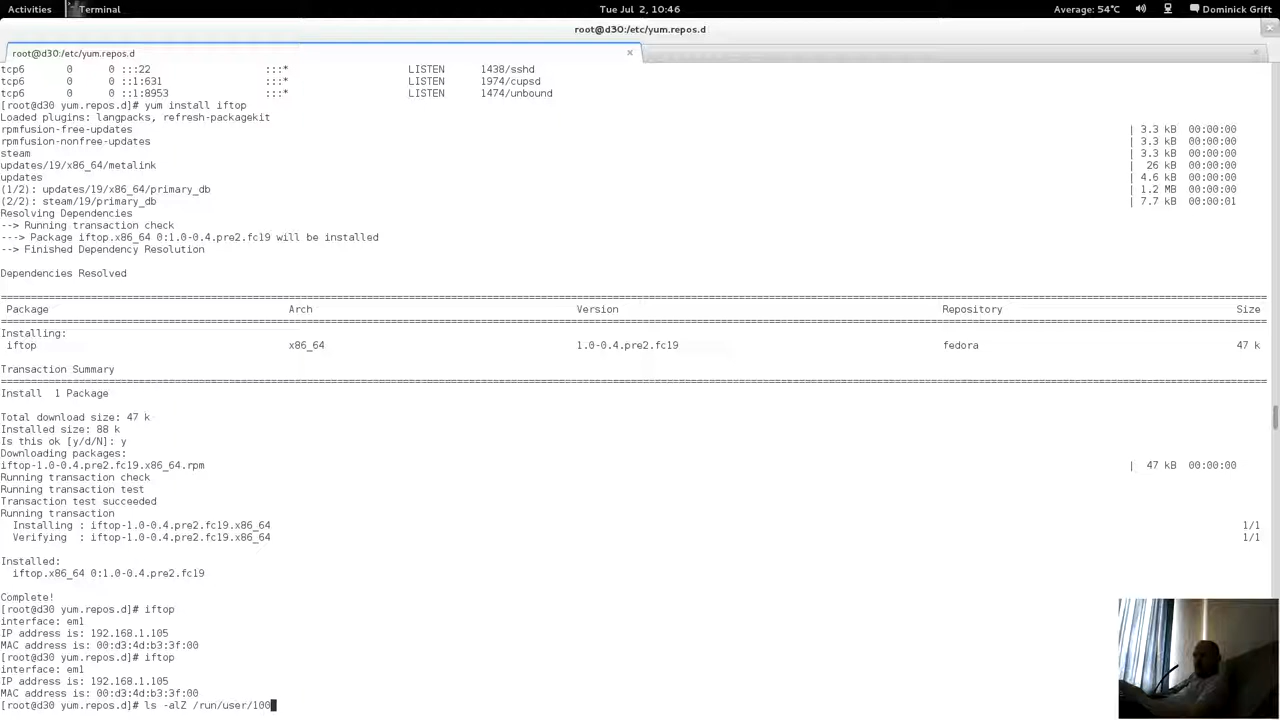 Activities Terminal Tue Jul 2, 10:46 Average: 54°C Dominick Grift
root@d30:/etc/yum.repos.d
root@d30:/etc/yum.repos.d
tcp6 0 0 :::22 :::* LISTEN 1438/sshd
tcp6 0 0 ::1:631 :::* LISTEN 1974/cupsd
tcp6 0 0 ::1:8953 :::* LISTEN 1474/unbound
[root@d30 yum.repos.d]# yum install iftop
Loaded plugins: langpacks, refresh-packagekit
rpmfusion-free-updates | 3.3 kB 00:00:00
rpmfusion-nonfree-updates | 3.3 kB 00:00:00
steam | 3.3 kB 00:00:00
updates/19/x86_64/metalink | 26 kB 00:00:00
updates | 4.6 kB 00:00:00
(1/2): updates/19/x86_64/primary_db | 1.2 MB 00:00:00
(2/2): steam/19/primary_db | 7.7 kB 00:00:01
Resolving Dependencies
--> Running transaction check
---> Package iftop.x86_64 0:1.0-0.4.pre2.fc19 will be installed
--> Finished Dependency Resolution
Dependencies Resolved
Package Arch Version Repository Size
Installing:
iftop x86_64 1.0-0.4.pre2.fc19 fedora 47 k
Transaction Summary
Install 1 Package
Total download size: 47 k
Installed size: 88 k
Is this ok [y/d/N]: y
Downloading packages:
iftop-1.0-0.4.pre2.fc19.x86_64.rpm | 47 kB 00:00:00
Running transaction check
Running transaction test
Transaction test succeeded
Running transaction
Installing : iftop-1.0-0.4.pre2.fc19.x86_64 1/1
Verifying : iftop-1.0-0.4.pre2.fc19.x86_64 1/1
Installed:
iftop.x86_64 0:1.0-0.4.pre2.fc19
Complete!
[root@d30 yum.repos.d]# iftop
interface: em1
IP address is: 192.168.1.105
MAC address is: 00:d3:4d:b3:3f:00
[root@d30 yum.repos.d]# iftop
interface: em1
IP address is: 192.168.1.105
MAC address is: 00:d3:4d:b3:3f:00
[root@d30 yum.repos.d]# ls -alZ /run/user/100